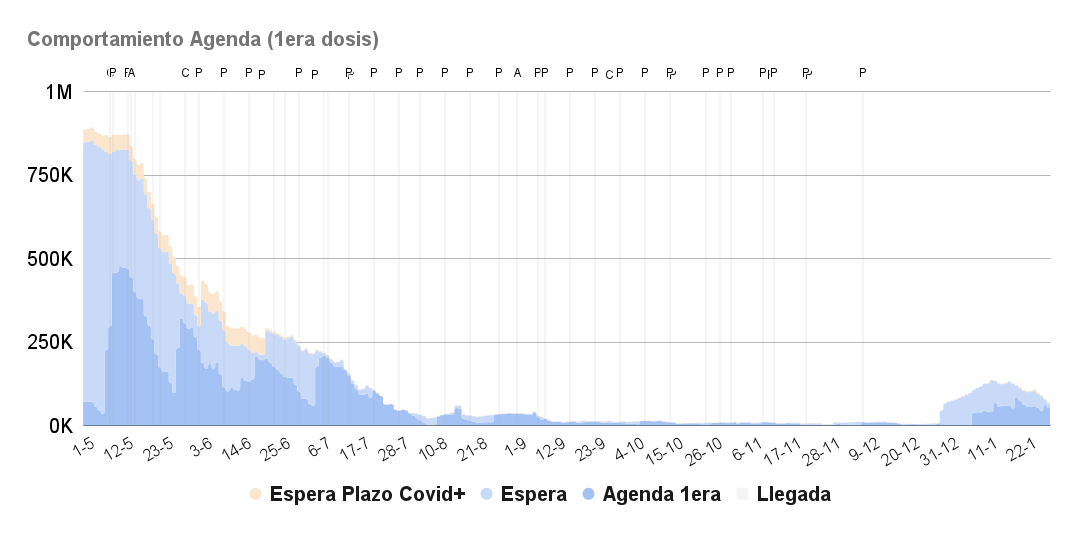 Comportamiento Agenda (1era dosis)
P A C P P P P P P P P P P P A P P P P C P P P P P P P P P P
1M
750K
500K
250K
0K
1-5 12-5 23-5 3-6 14-6 25-6 6-7 17-7 28-7 10-8 21-8 1-9 12-9 23-9 4-10 15-10 26-10 6-11 17-11 28-11 9-12 20-12 31-12 11-1 22-1
Espera Plazo Covid+ Espera Agenda 1era Llegada